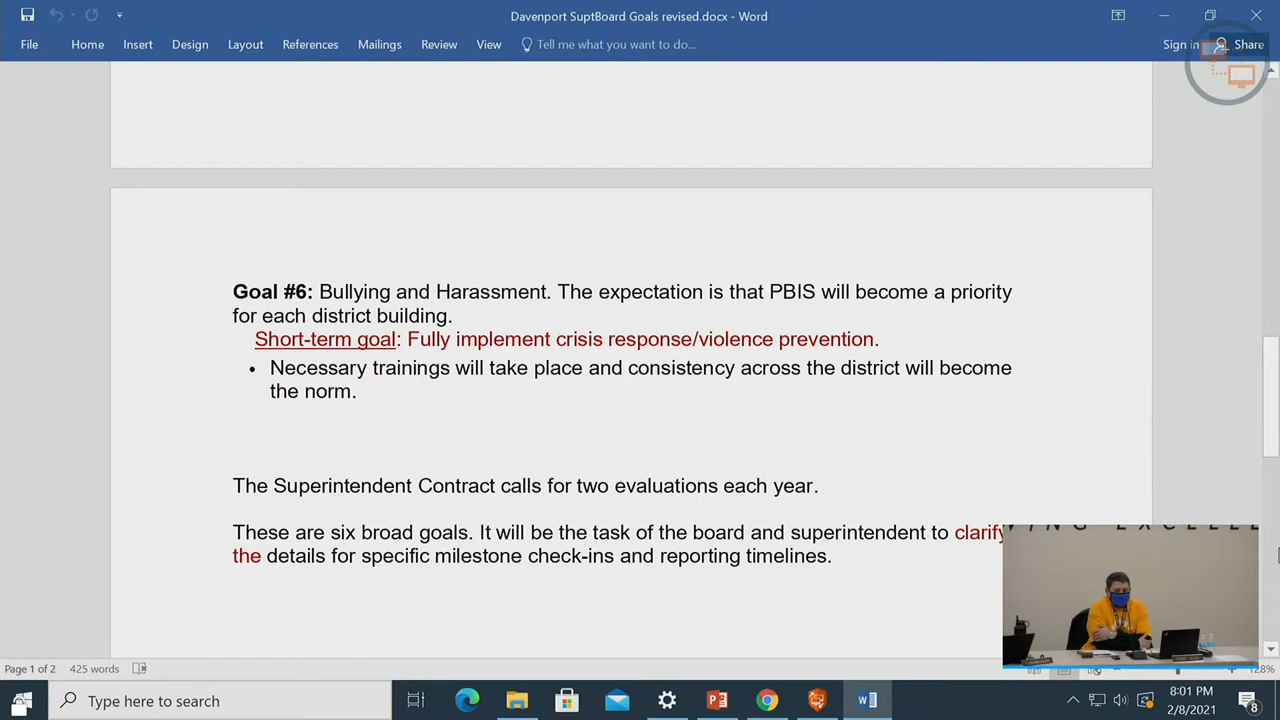 Davenport SuptBoard Goals revised.docx - Word
File Home Insert Design Layout References Mailings Review View Tell me what you want to do... Sign in Share
Goal #6: Bullying and Harassment. The expectation is that PBIS will become a priority
for each district building.
Short-term goal: Fully implement crisis response/violence prevention.
• Necessary trainings will take place and consistency across the district will become
the norm.
The Superintendent Contract calls for two evaluations each year.
These are six broad goals. It will be the task of the board and superintendent to clarify
the details for specific milestone check-ins and reporting timelines.
Page 1 of 2 425 words 128%
Type here to search
8:01 PM
2/8/2021
8